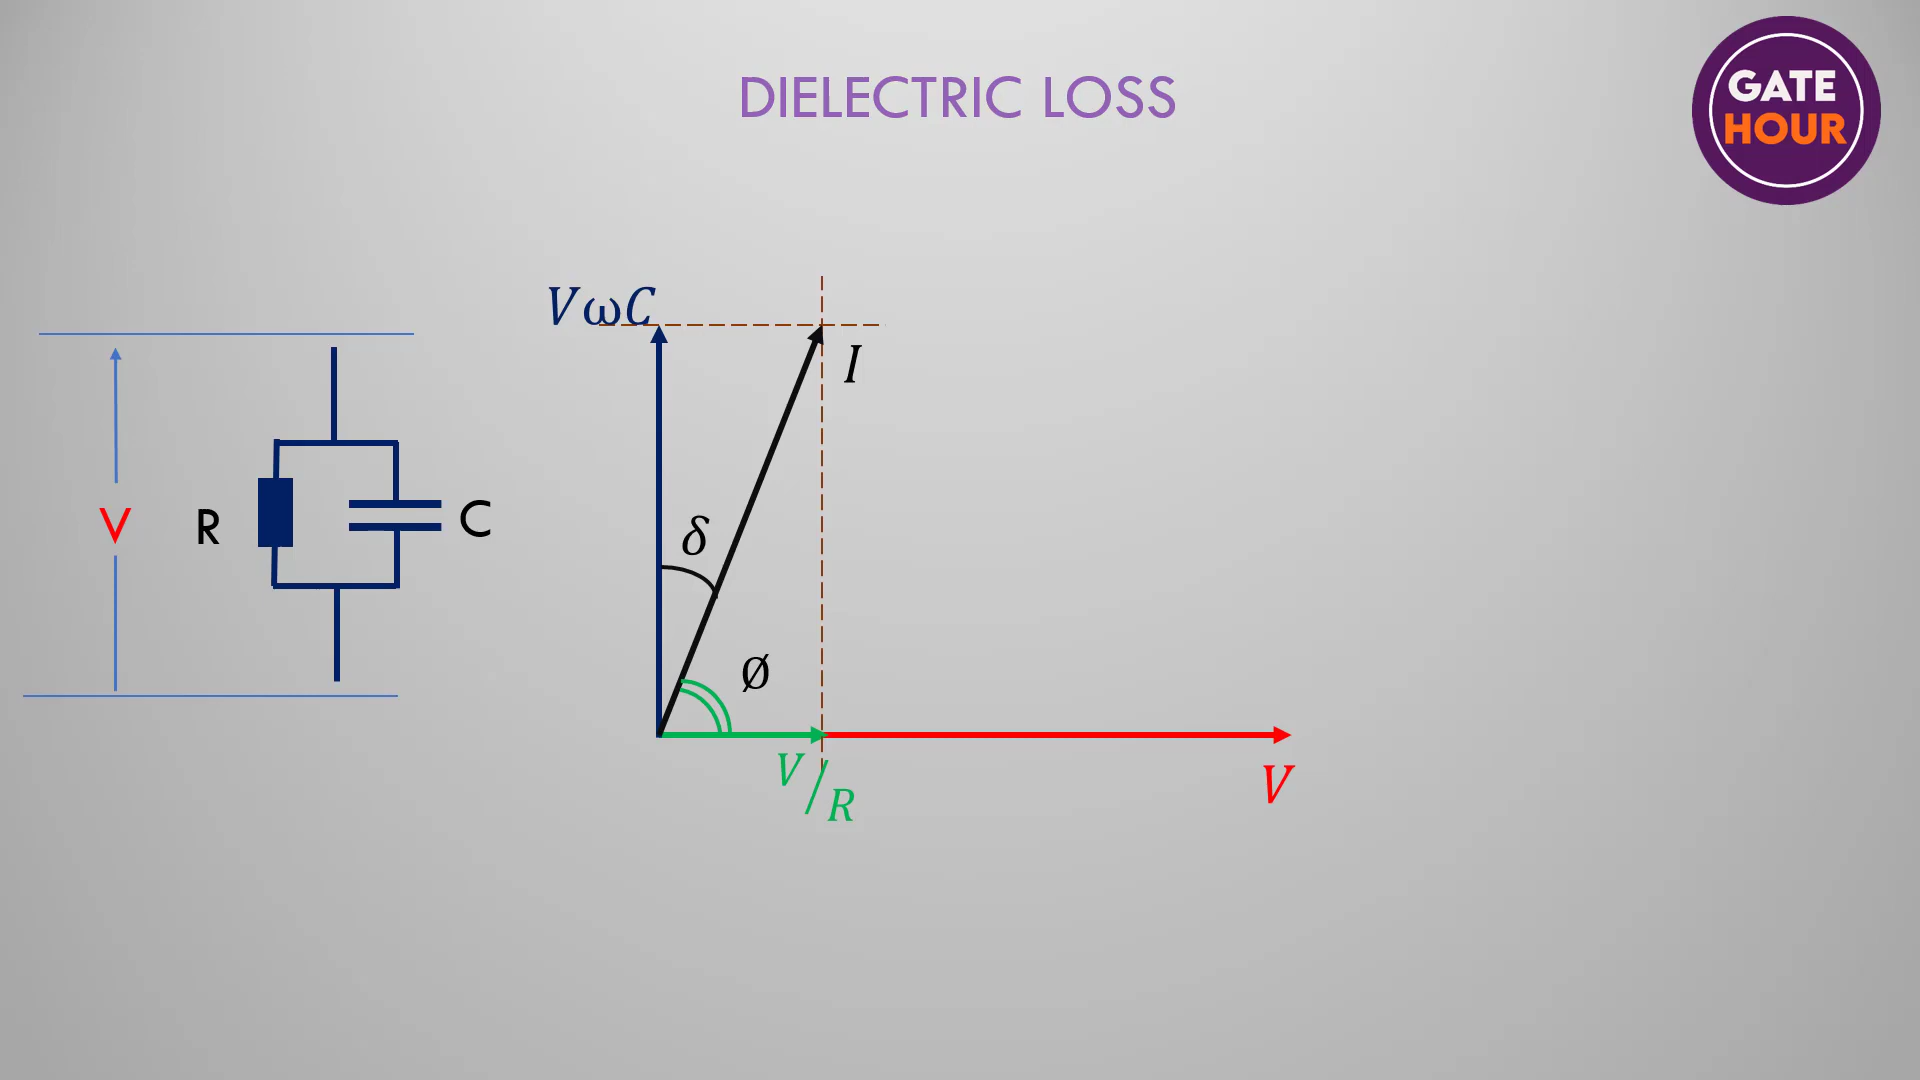 DIELECTRIC LOSS
GATE
HOUR
VωC
I
V
R
C
δ
Ø
V/R
V